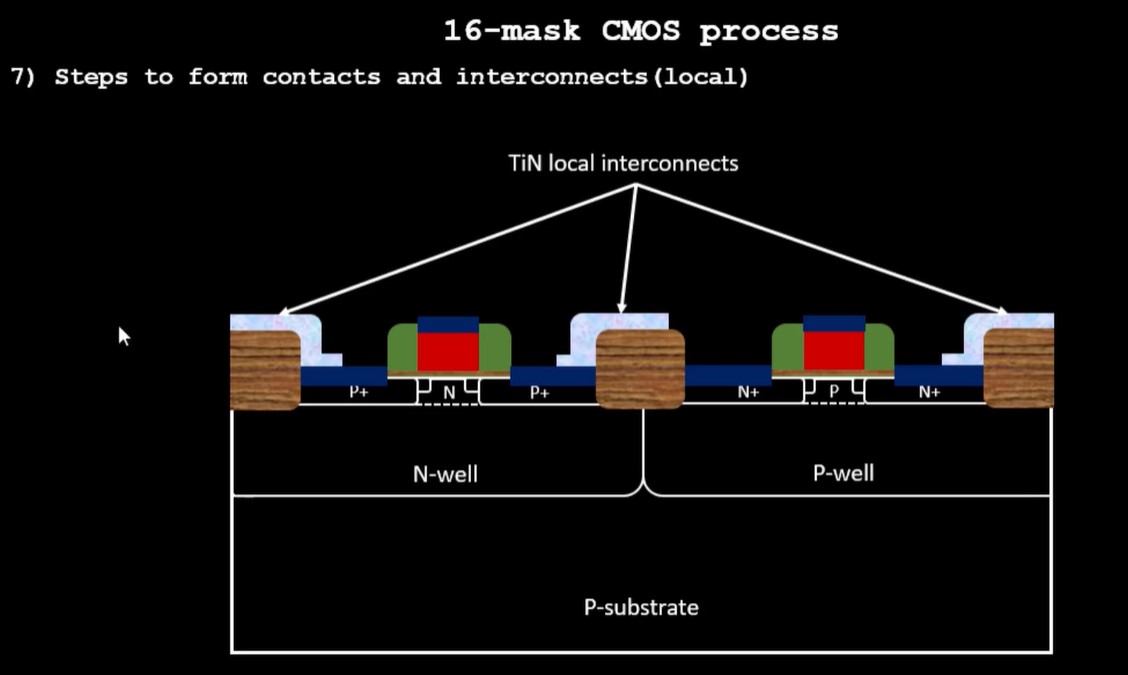 16-mask CMOS process
7) Steps to form contacts and interconnects(local)
TiN local interconnects
P+ N P+ N+ P N+
N-well P-well
P-substrate